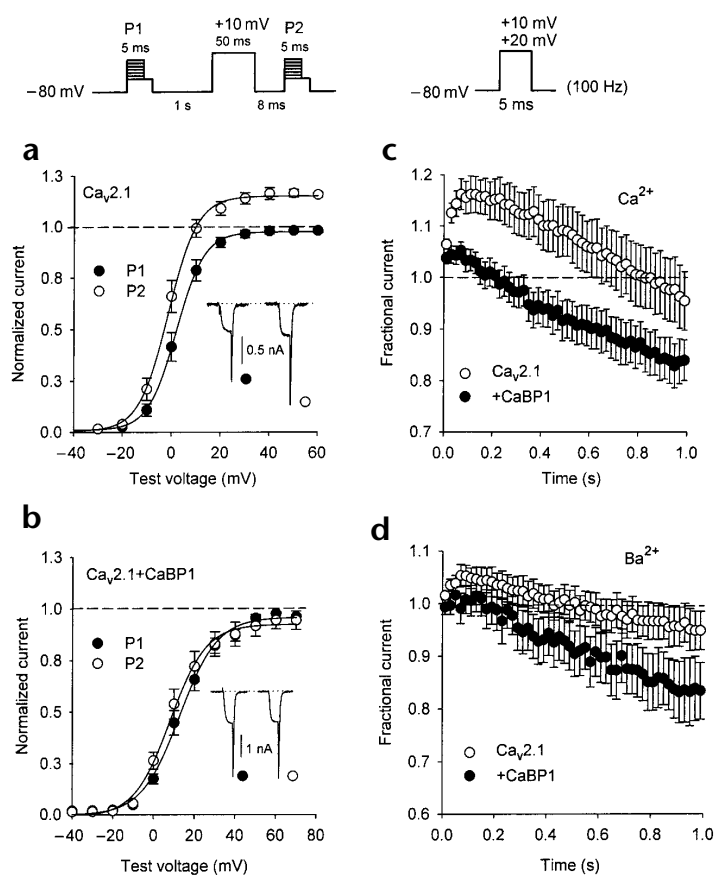 P1
5 ms
+10 mV
50 ms
P2
5 ms
−80 mV
1 s
8 ms
+10 mV
+20 mV
−80 mV
5 ms
(100 Hz)
a
Normalized current
1.3
1.0
0.8
0.5
0.3
0.0
Cav2.1
P1
P2
0.5 nA
−40 −20 0 20 40 60
Test voltage (mV)
c
Fractional current
1.2
1.1
1.0
0.9
0.8
0.7
Ca2+
Cav2.1
+CaBP1
0.0 0.2 0.4 0.6 0.8 1.0
Time (s)
b
Normalized current
1.3
1.0
0.8
0.5
0.3
0.0
Cav2.1+CaBP1
P1
P2
1 nA
−40 −20 0 20 40 60 80
Test voltage (mV)
d
Fractional current
1.1
1.0
0.9
0.8
0.7
0.6
Ba2+
Cav2.1
+CaBP1
0.0 0.2 0.4 0.6 0.8 1.0
Time (s)